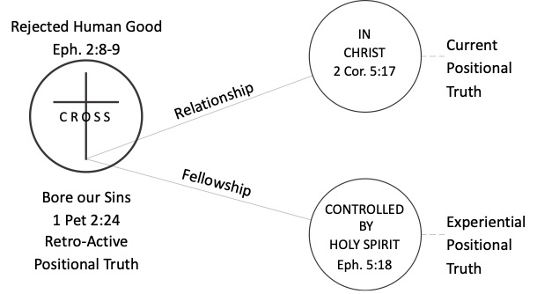 Rejected Human Good
Eph. 2:8-9
CROSS
Bore our Sins
1 Pet 2:24
Retro-Active
Positional Truth
Relationship
Fellowship
IN
CHRIST
2 Cor. 5:17
Current
Positional
Truth
CONTROLLED
BY
HOLY SPIRIT
Eph. 5:18
Experiential
Positional
Truth